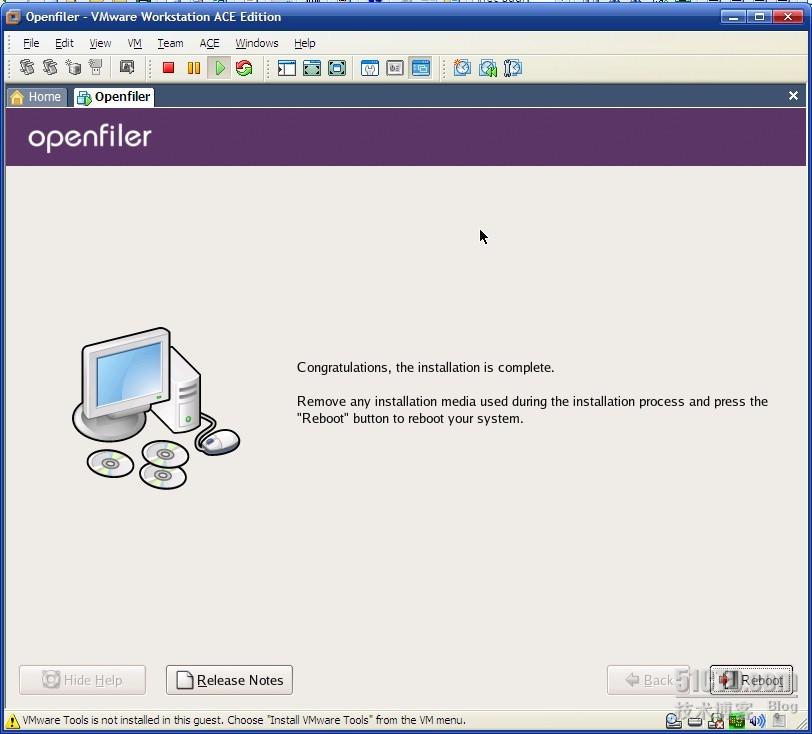 Openfiler - VMware Workstation ACE Edition
File Edit View VM Team ACE Windows Help
Home Openfiler
openfiler
Congratulations, the installation is complete.
Remove any installation media used during the installation process and press the
"Reboot" button to reboot your system.
Hide Help Release Notes Back Reboot
51CTO.com
技术博客 Blog
VMware Tools is not installed in this guest. Choose "Install VMware Tools" from the VM menu.